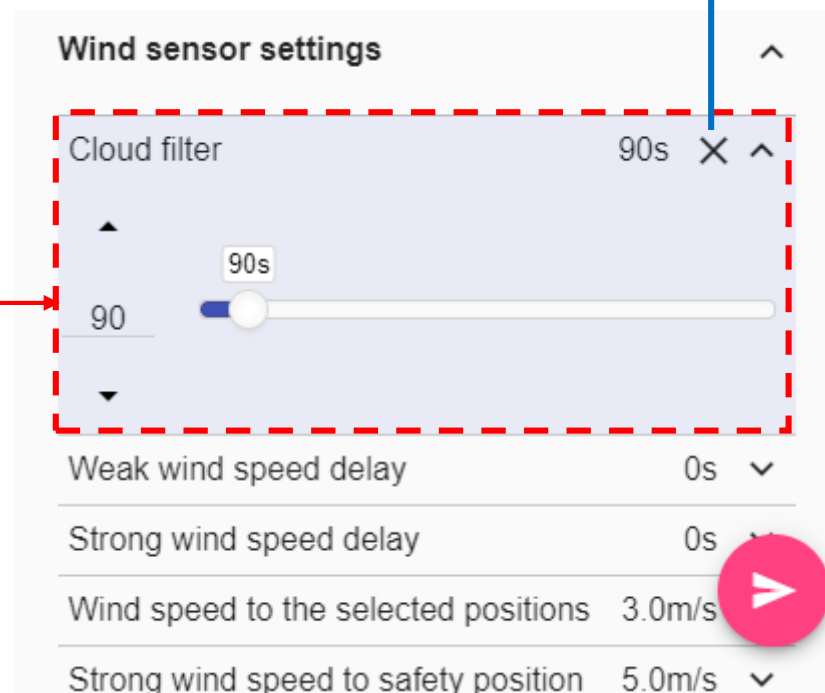 Wind sensor settings
Cloud filter 90s
90s
90
Weak wind speed delay 0s
Strong wind speed delay 0s
Wind speed to the selected positions 3.0m/s
Strong wind speed to safety position 5.0m/s